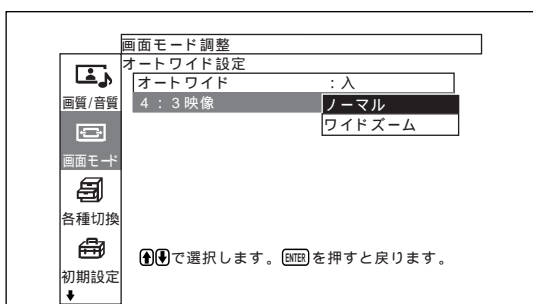 画面モード調整
オートワイド設定
オートワイド :入
4:3映像 ノーマル
ワイドズーム
画質/音質
画面モード
各種切換
初期設定
で選択します。ENTERを押すと戻ります。